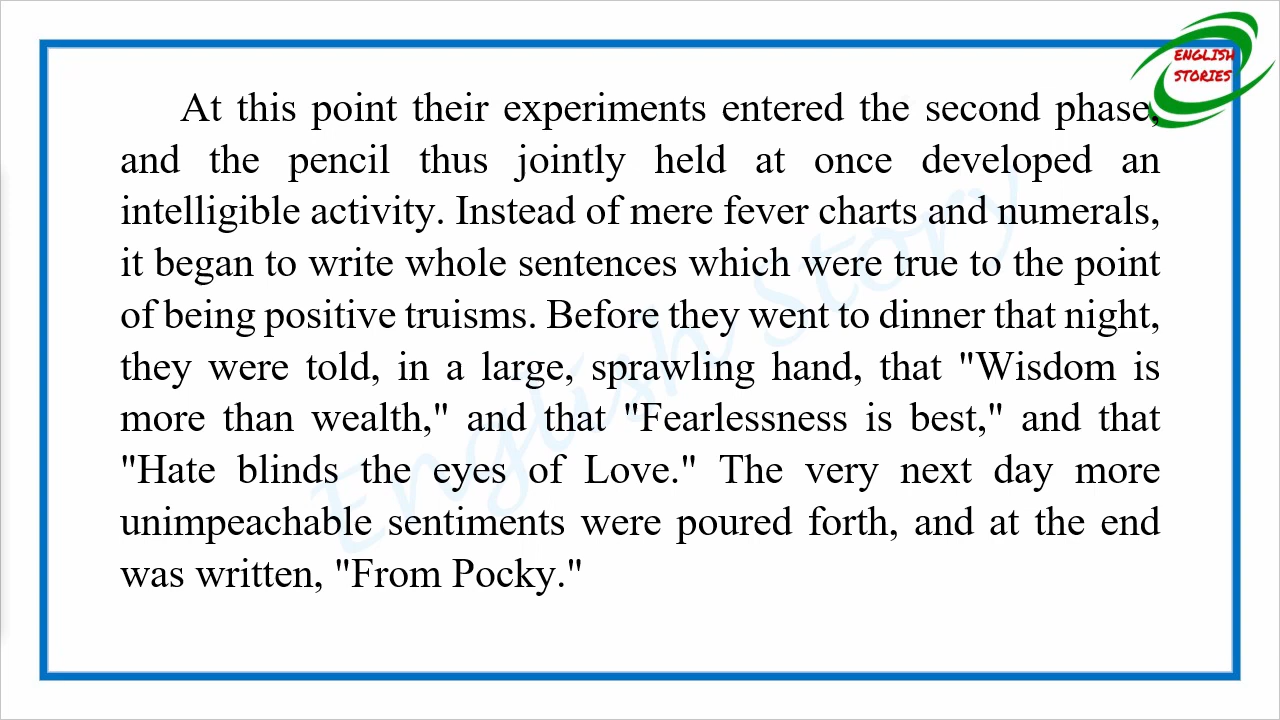 ENGLISH
STORIES
At this point their experiments entered the second phase,
and the pencil thus jointly held at once developed an
intelligible activity. Instead of mere fever charts and numerals,
it began to write whole sentences which were true to the point
of being positive truisms. Before they went to dinner that night,
they were told, in a large, sprawling hand, that "Wisdom is
more than wealth," and that "Fearlessness is best," and that
"Hate blinds the eyes of Love." The very next day more
unimpeachable sentiments were poured forth, and at the end
was written, "From Pocky."
English Story